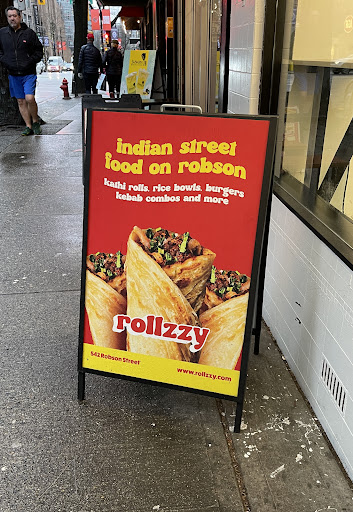 indian street
food on robson
kathi rolls, rice bowls, burgers
kebab combos and more
rollzzy
542 Robson Street
www.rollzzy.com